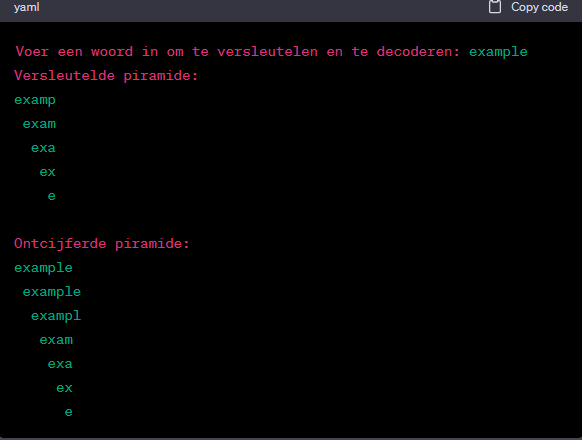 yaml Copy code
Voer een woord in om te versleutelen en te decoderen: example
Versleutelde piramide:
examp
 exam
  exa
   ex
    e

Ontcijferde piramide:
example
 example
  exampl
   exam
    exa
     ex
      e